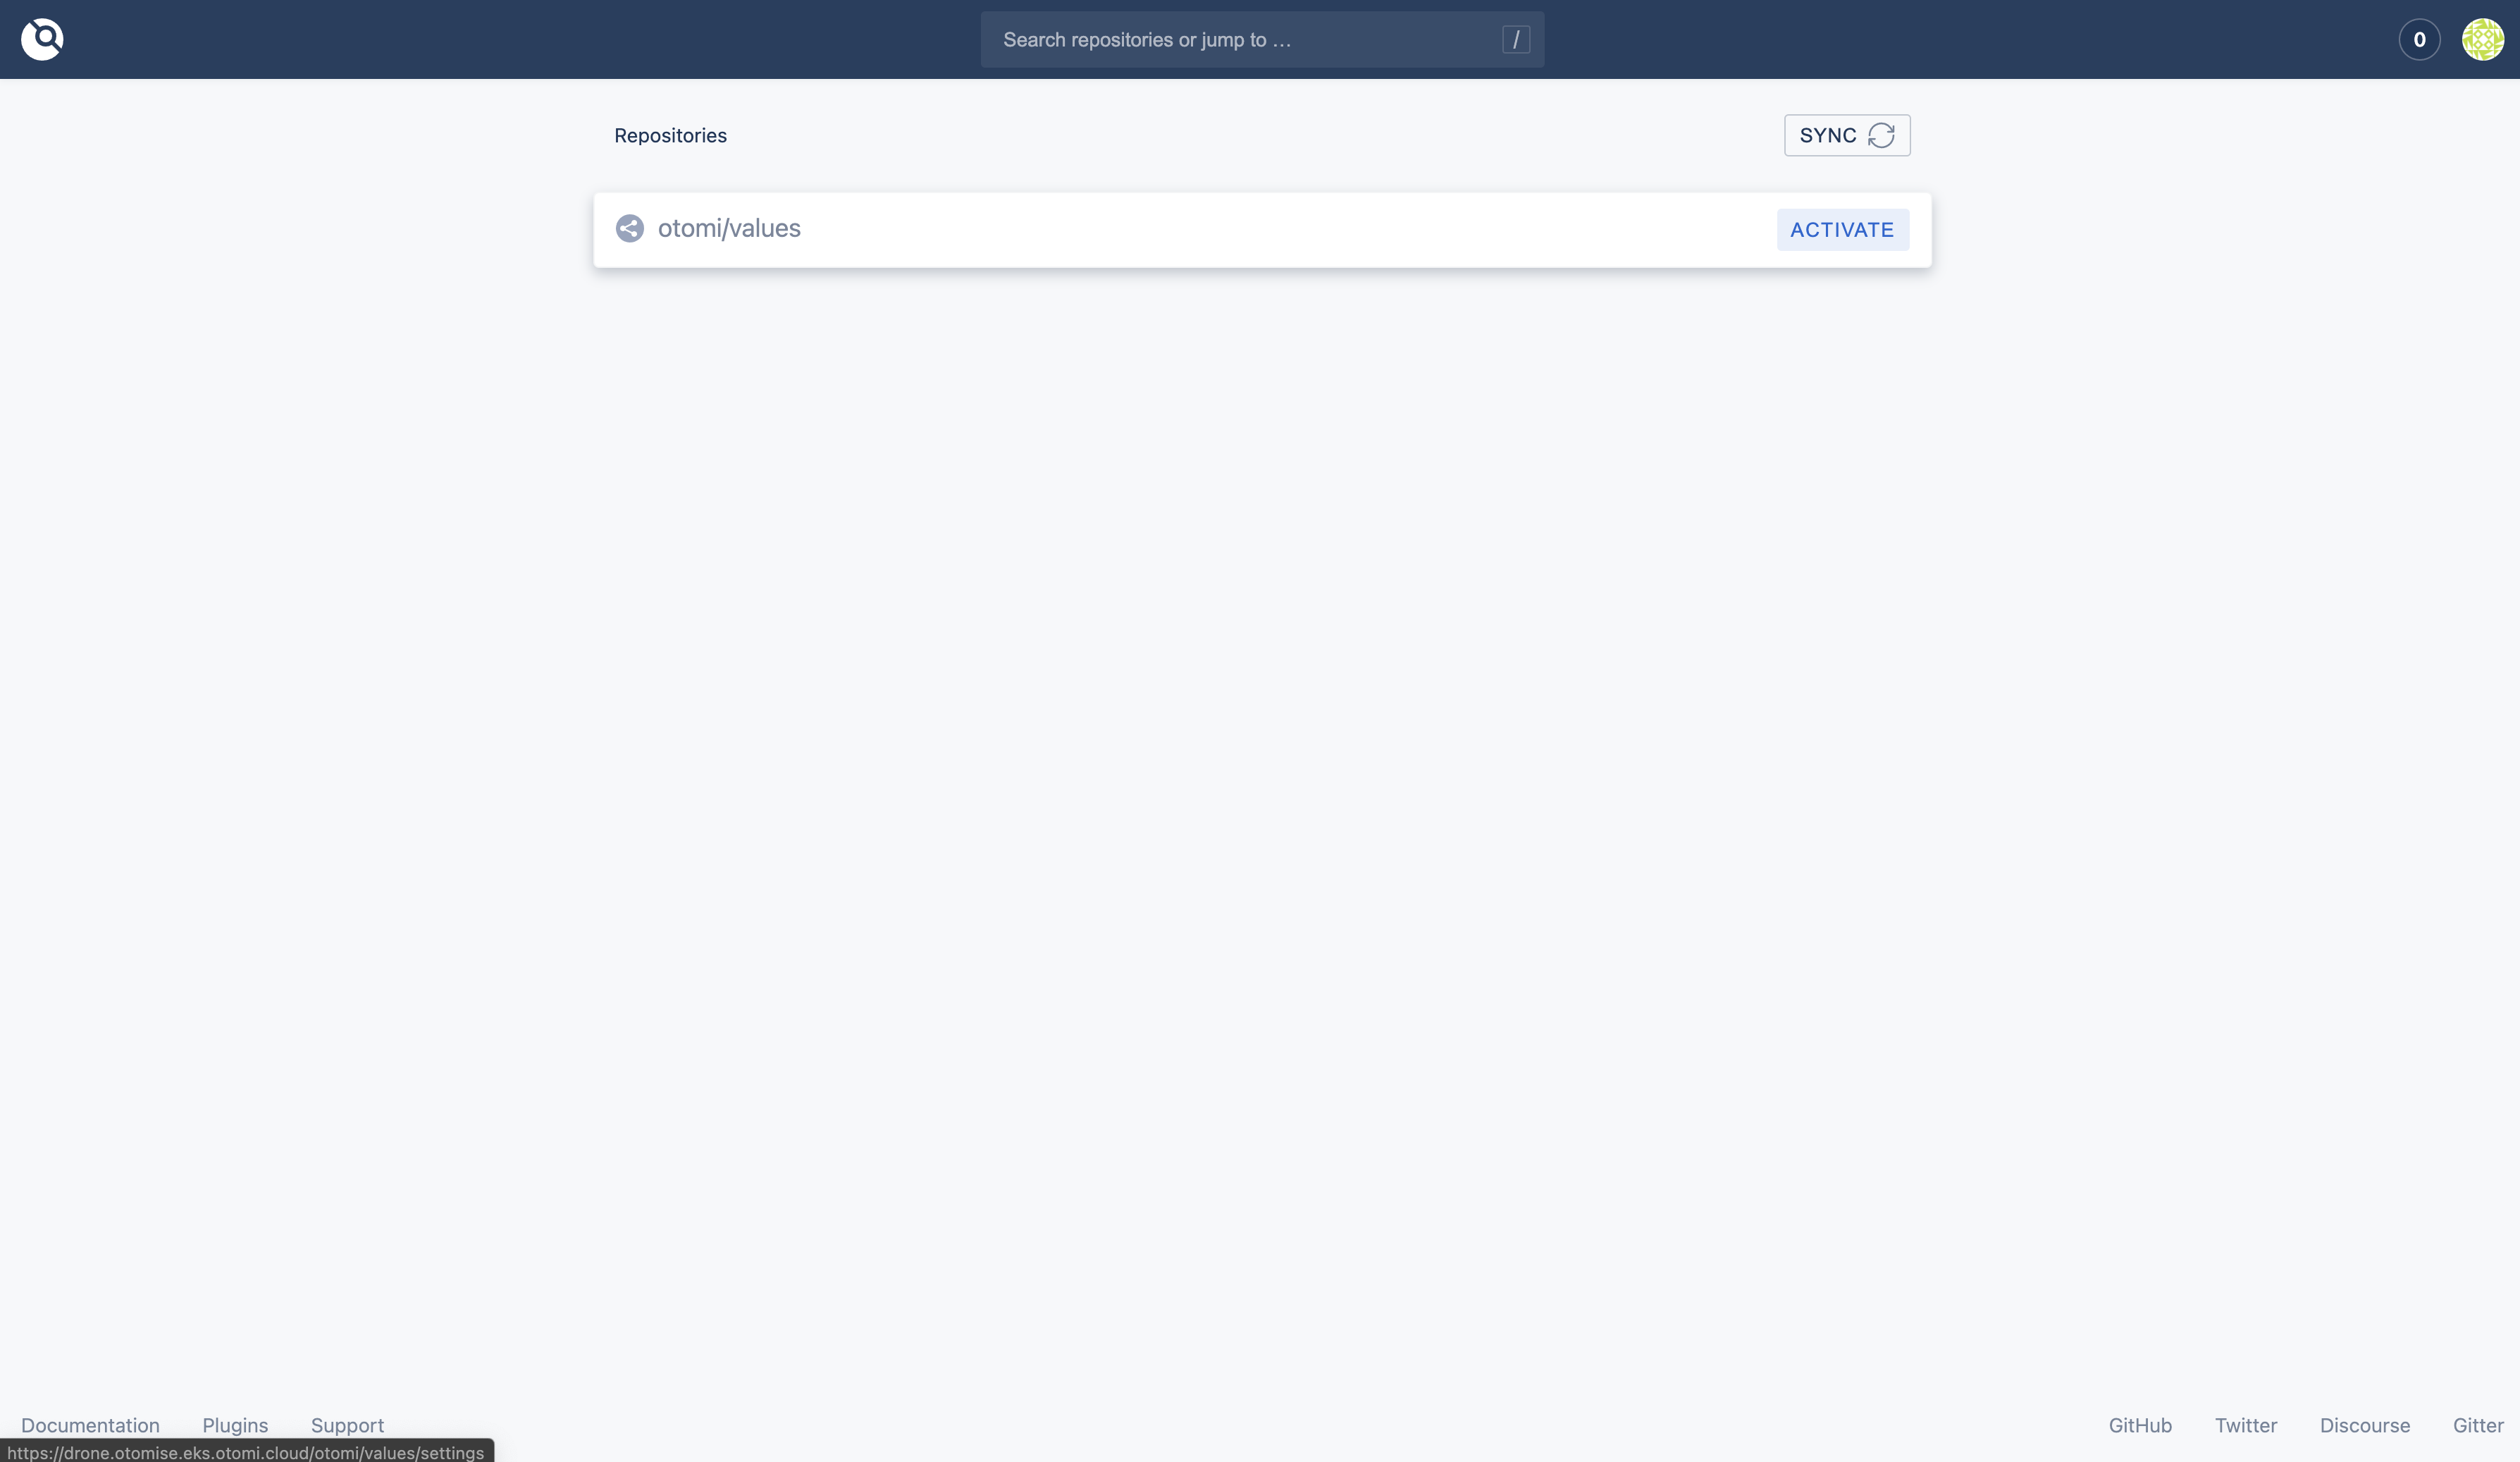 Search repositories or jump to …
/
0
Repositories
SYNC
otomi/values
ACTIVATE
Documentation
Plugins
Support
GitHub
Twitter
Discourse
Gitter
https://drone.otomise.eks.otomi.cloud/otomi/values/settings